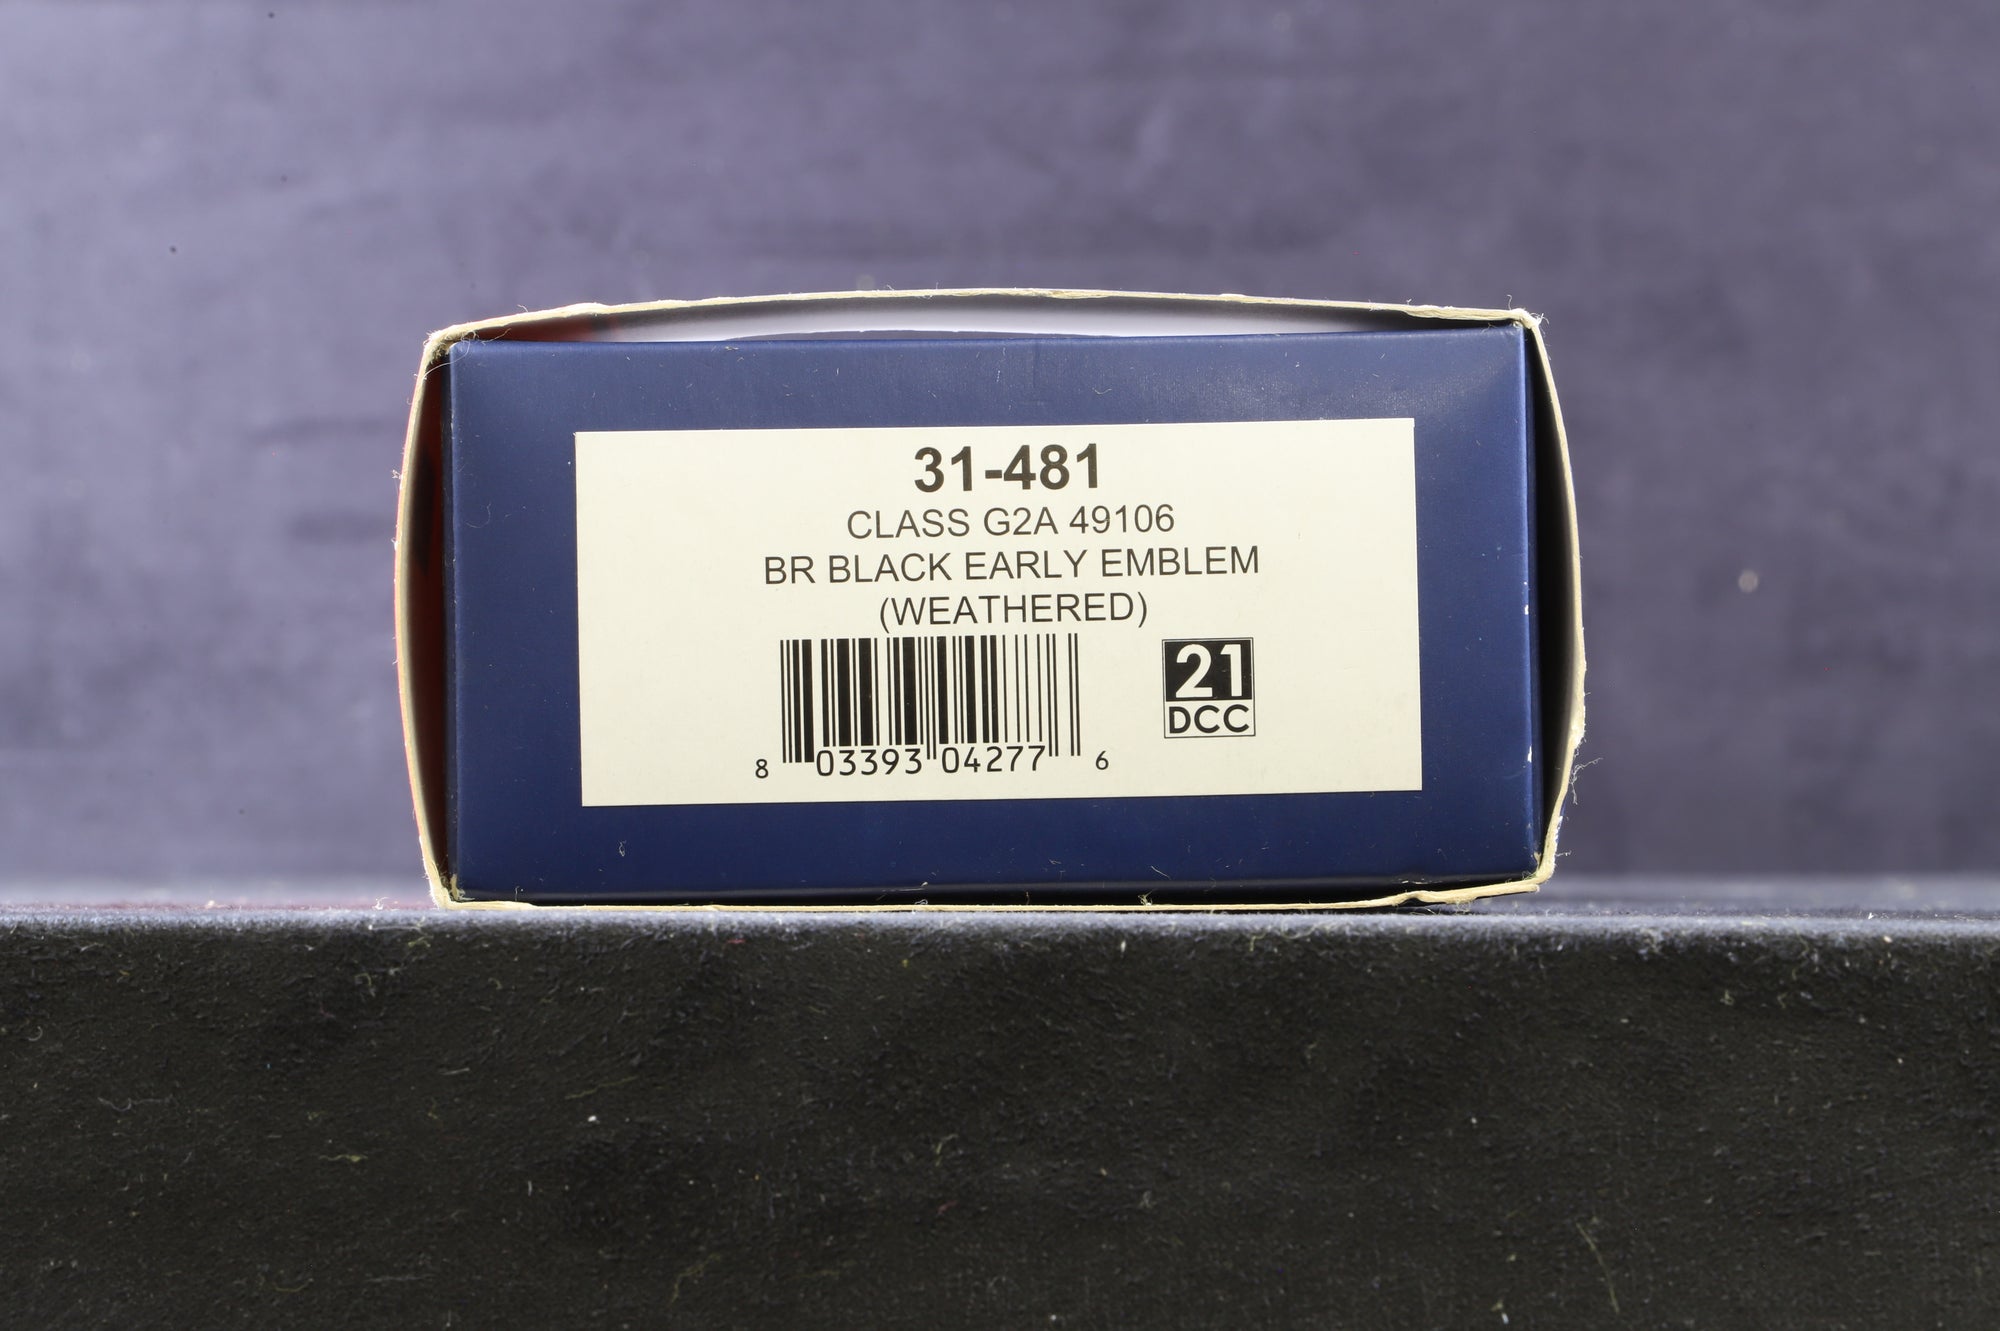 31-481
CLASS G2A 49106
BR BLACK EARLY EMBLEM
(WEATHERED)
21
DCC
8 03393 04277 6